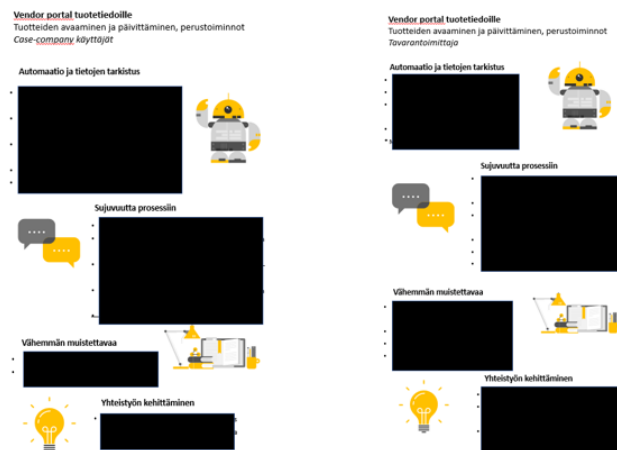 Vendor portal tuotetiedoille
Tuotteiden avaaminen ja päivittäminen, perustoiminnot
Case-company käyttäjät
Automaatio ja tietojen tarkistus
Sujuvuutta prosessiin
Vähemmän muistettavaa
Yhteistyön kehittäminen
Vendor portal tuotetiedoille
Tuotteiden avaaminen ja päivittäminen, perustoiminnot
Tavarantoimittaja
Automaatio ja tietojen tarkistus
Sujuvuutta prosessiin
Vähemmän muistettavaa
Yhteistyön kehittäminen